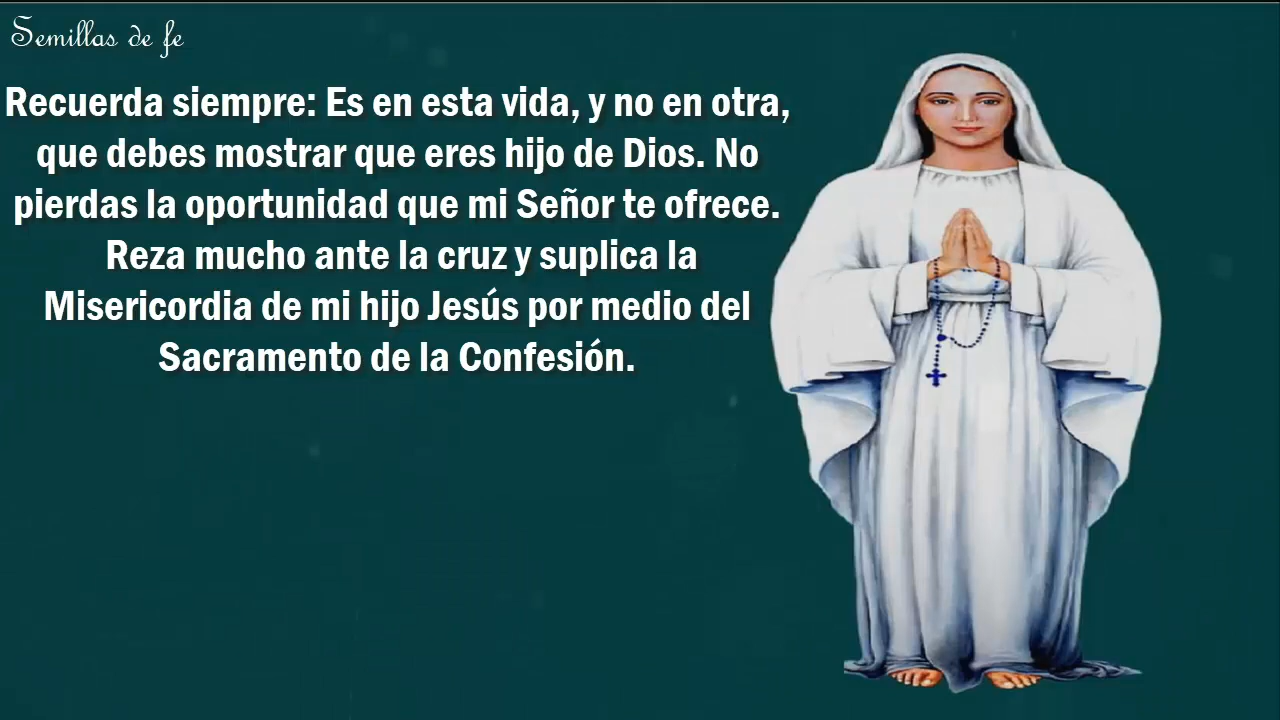 Semillas de fe
Recuerda siempre: Es en esta vida, y no en otra,
que debes mostrar que eres hijo de Dios. No
pierdas la oportunidad que mi Señor te ofrece.
Reza mucho ante la cruz y suplica la
Misericordia de mi hijo Jesús por medio del
Sacramento de la Confesión.